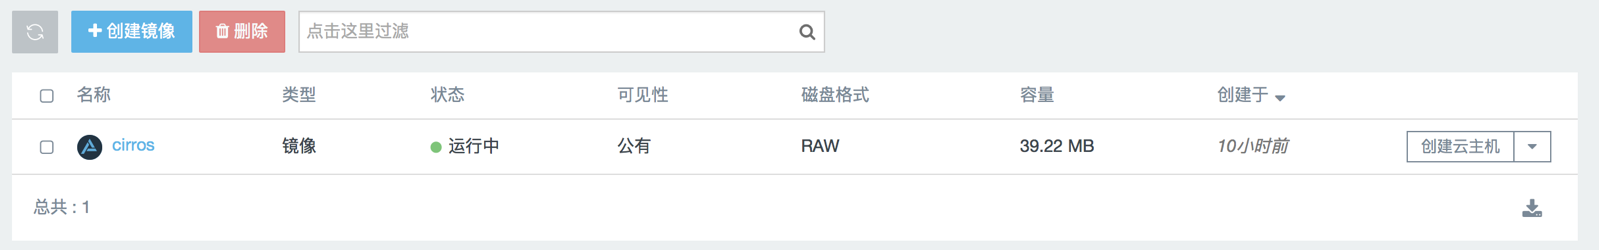 创建镜像 删除 点击这里过滤
名称 类型 状态 可见性 磁盘格式 容量 创建于
cirros 镜像 运行中 公有 RAW 39.22 MB 10小时前 创建云主机
总共 : 1